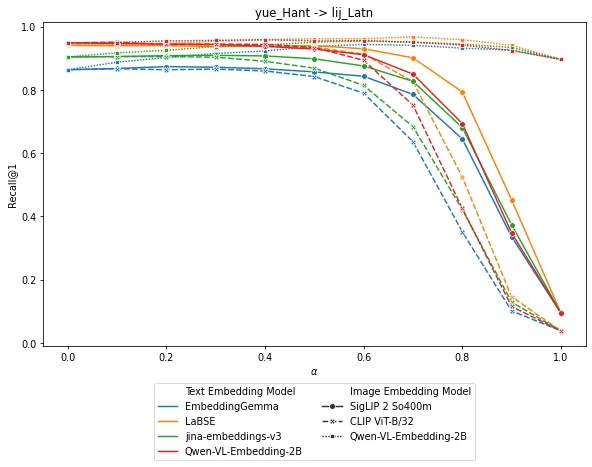 yue_Hant -> lij_Latn
Recall@1
1.0
0.8
0.6
0.4
0.2
0.0
0.0 0.2 0.4 0.6 0.8 1.0
α
Text Embedding Model
EmbeddingGemma
LaBSE
jina-embeddings-v3
Qwen-VL-Embedding-2B
Image Embedding Model
SigLIP 2 So400m
CLIP ViT-B/32
Qwen-VL-Embedding-2B